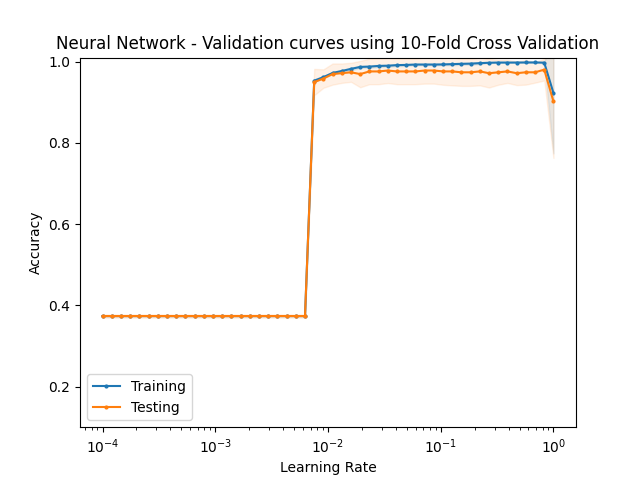 Neural Network - Validation curves using 10-Fold Cross Validation
1.0
0.8
0.6
0.4
0.2
Accuracy
Training
Testing
10⁻⁴ 10⁻³ 10⁻² 10⁻¹ 10⁰
Learning Rate